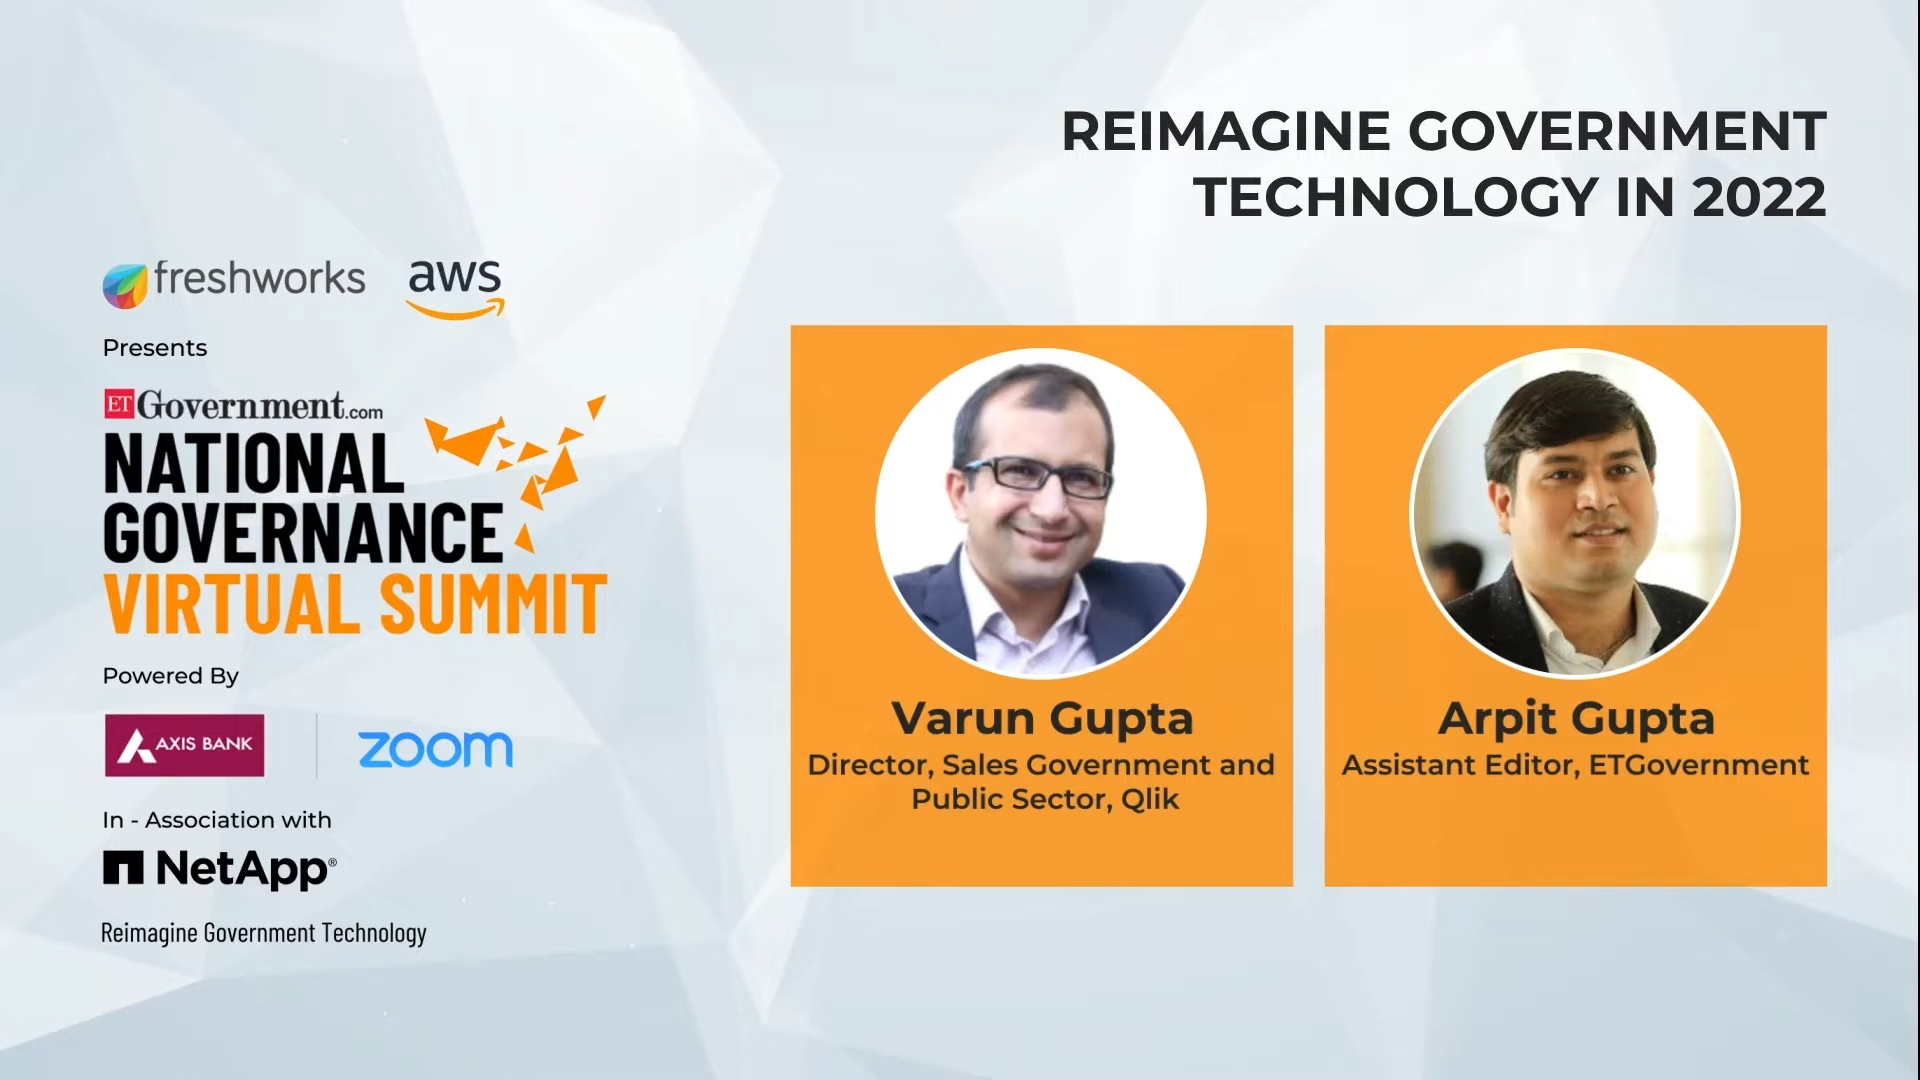 REIMAGINE GOVERNMENT
TECHNOLOGY IN 2022
freshworks
aws
Presents
ET Government.com
NATIONAL
GOVERNANCE
VIRTUAL SUMMIT
Powered By
AXIS BANK
zoom
In - Association with
NetApp®
Reimagine Government Technology
Varun Gupta
Director, Sales Government and
Public Sector, Qlik
Arpit Gupta
Assistant Editor, ETGovernment